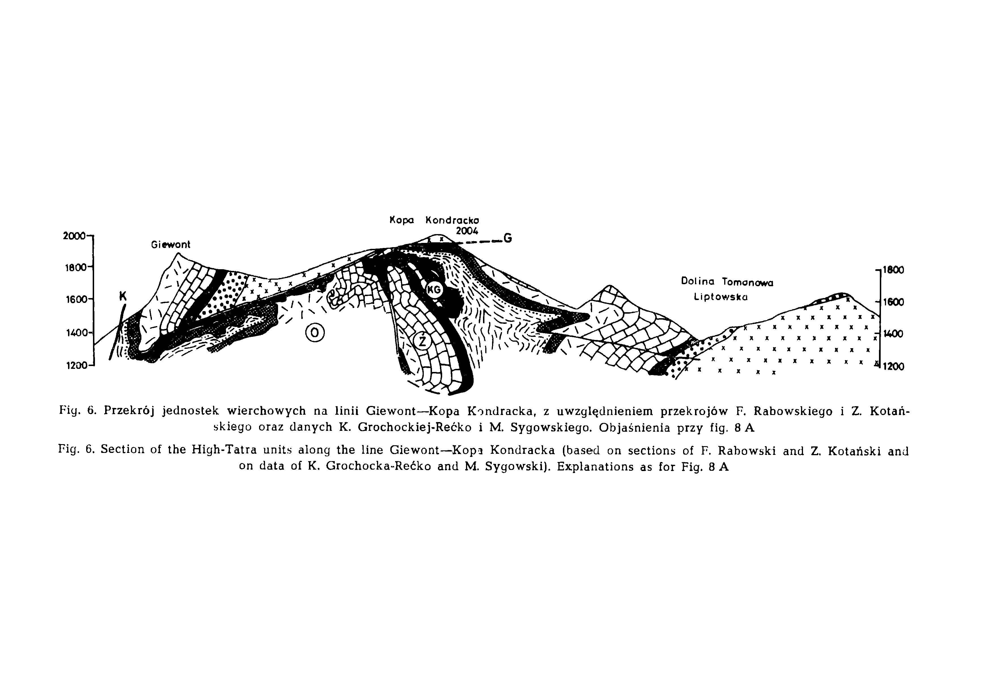 Kopa Kondracka
2004
G
2000
Giewont
1800
1800
Dolina Tomanowa
Liptowska
K
KG
1600
1600
O
Ż
1400
1400
1200
1200
Fig. 6. Przekrój jednostek wierchowych na linii Giewont—Kopa Kondracka, z uwzględnieniem przekrojów F. Rabowskiego i Z. Kotań-
skiego oraz danych K. Grochockiej-Rećko i M. Sygowskiego. Objaśnienia przy fig. 8 A
Fig. 6. Section of the High-Tatra units along the line Giewont—Kopa Kondracka (based on sections of F. Rabowski and Z. Kotański and
on data of K. Grochocka-Rećko and M. Sygowski). Explanations as for Fig. 8 A